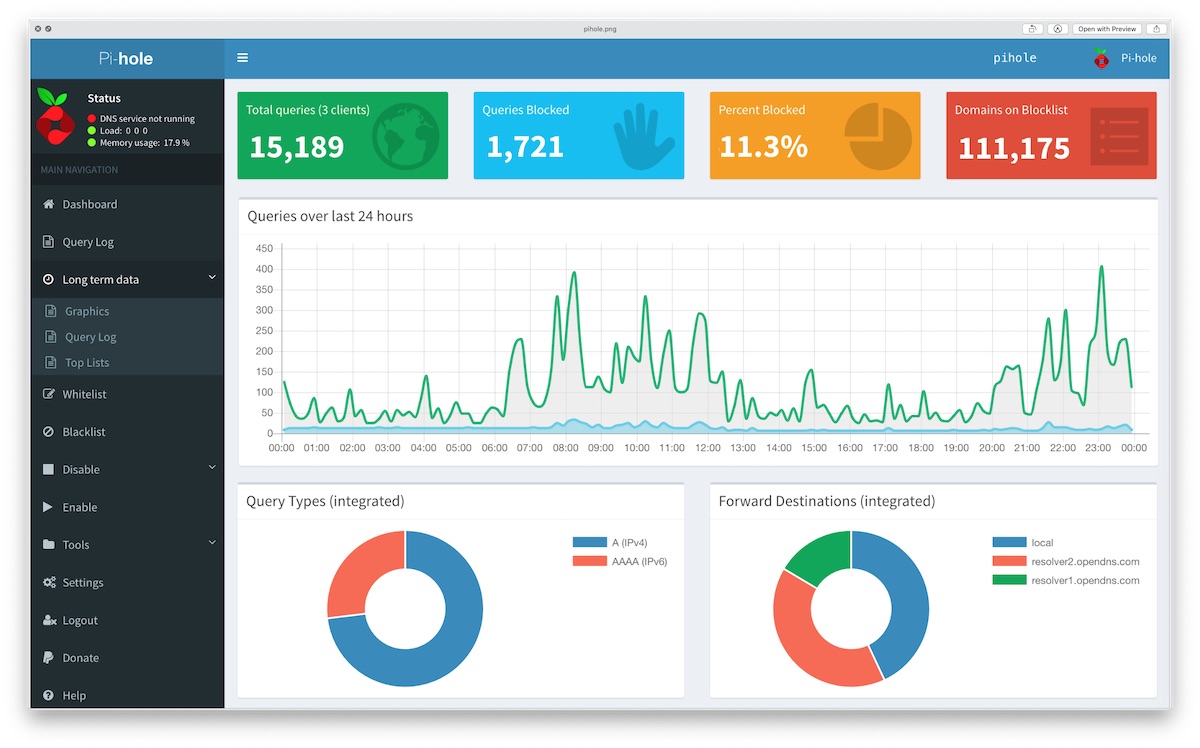 pihole.png
Open with Preview
Pi-hole
pihole
Pi-hole
Status
DNS service not running
Load: 0 0 0
Memory usage: 17.9 %
MAIN NAVIGATION
Dashboard
Query Log
Long term data
Graphics
Query Log
Top Lists
Whitelist
Blacklist
Disable
Enable
Tools
Settings
Logout
Donate
Help
Total queries (3 clients)
15,189
Queries Blocked
1,721
Percent Blocked
11.3%
Domains on Blocklist
111,175
Queries over last 24 hours
450
400
350
300
250
200
150
100
50
0
00:00 01:00 02:00 03:00 04:00 05:00 06:00 07:00 08:00 09:00 10:00 11:00 12:00 13:00 14:00 15:00 16:00 17:00 18:00 19:00 20:00 21:00 22:00 23:00 00:00
Query Types (integrated)
A (IPv4)
AAAA (IPv6)
Forward Destinations (integrated)
local
resolver2.opendns.com
resolver1.opendns.com